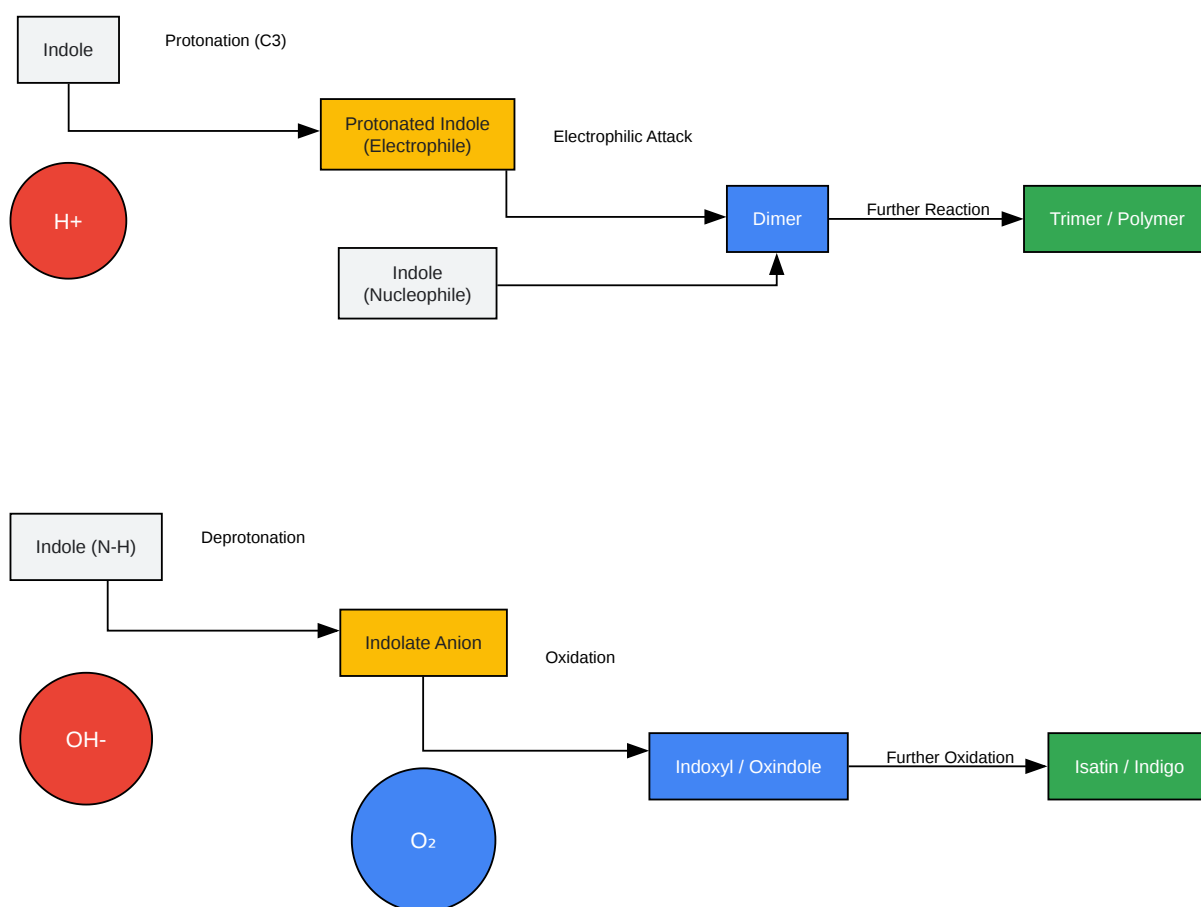 Indole
Protonation (C3)
Protonated Indole
(Electrophile)
Electrophilic Attack
H+
Dimer
Further Reaction
Trimer / Polymer
Indole
(Nucleophile)
Indole (N-H)
Deprotonation
Indolate Anion
Oxidation
OH-
Indoxyl / Oxindole
Further Oxidation
Isatin / Indigo
O₂